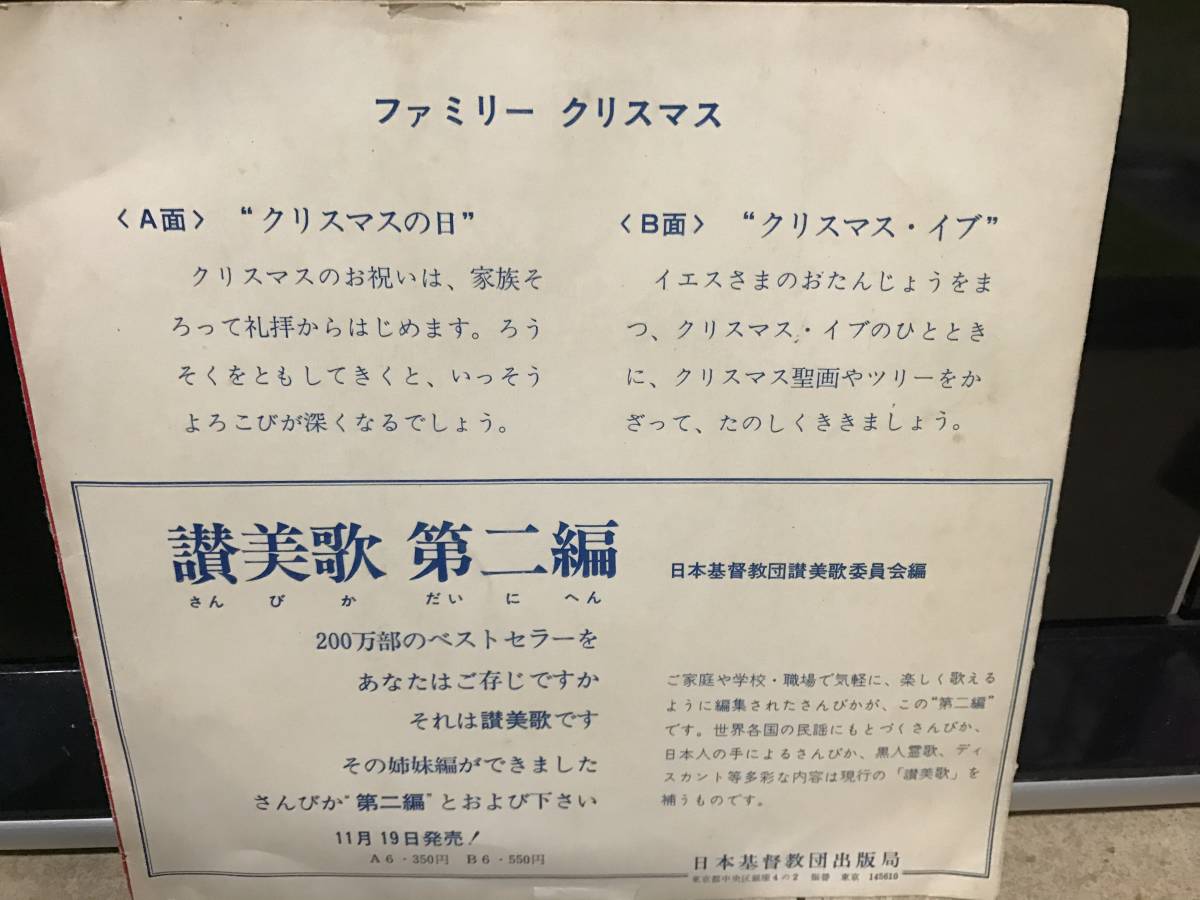 ファミリー クリスマス
〈A面〉 “クリスマスの日”
クリスマスのお祝いは、家族そ
ろって礼拝からはじめます。ろう
そくをともしてきくと、いっそう
よろこびが深くなるでしょう。
〈B面〉 “クリスマス・イブ”
イエスさまのおたんじょうをま
つ、クリスマス・イブのひととき
に、クリスマス聖画やツリーをか
ざって、たのしくききましょう。
讃美歌 第二編
さん び か だい に へん
200万部のベストセラーを
あなたはご存じですか
それは讃美歌です
その姉妹編ができました
さんびか“第二編”とおよび下さい
11月19日発売!
A6・350円 B6・550円
日本基督教団讃美歌委員会編
ご家庭や学校・職場で気軽に、楽しく歌える
ように編集されたさんびかが、この“第二編”
です。世界各国の民謡にもとづくさんびか、
日本人の手によるさんびか、黒人霊歌、ディ
スカント等多彩な内容は現行の「讃美歌」を
補うものです。
日本基督教団出版局
東京都中央区銀座4の2 振替 東京 145610